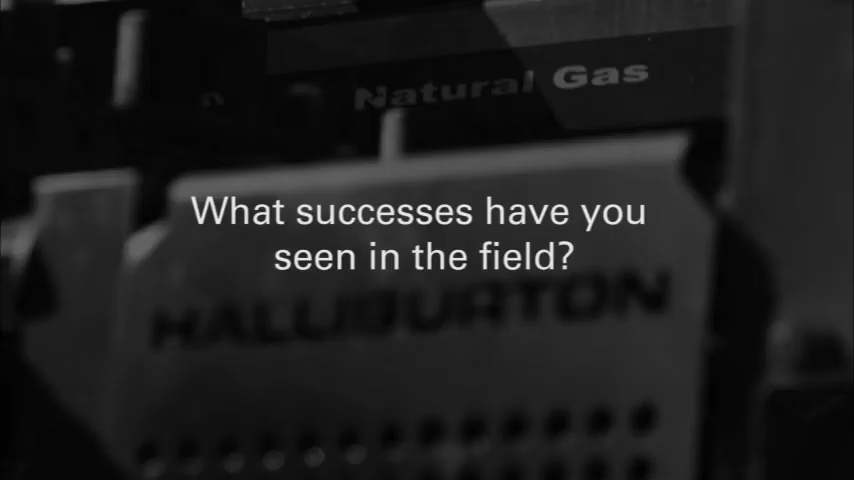 Natural Gas
What successes have you
seen in the field?
HALLIBURTON